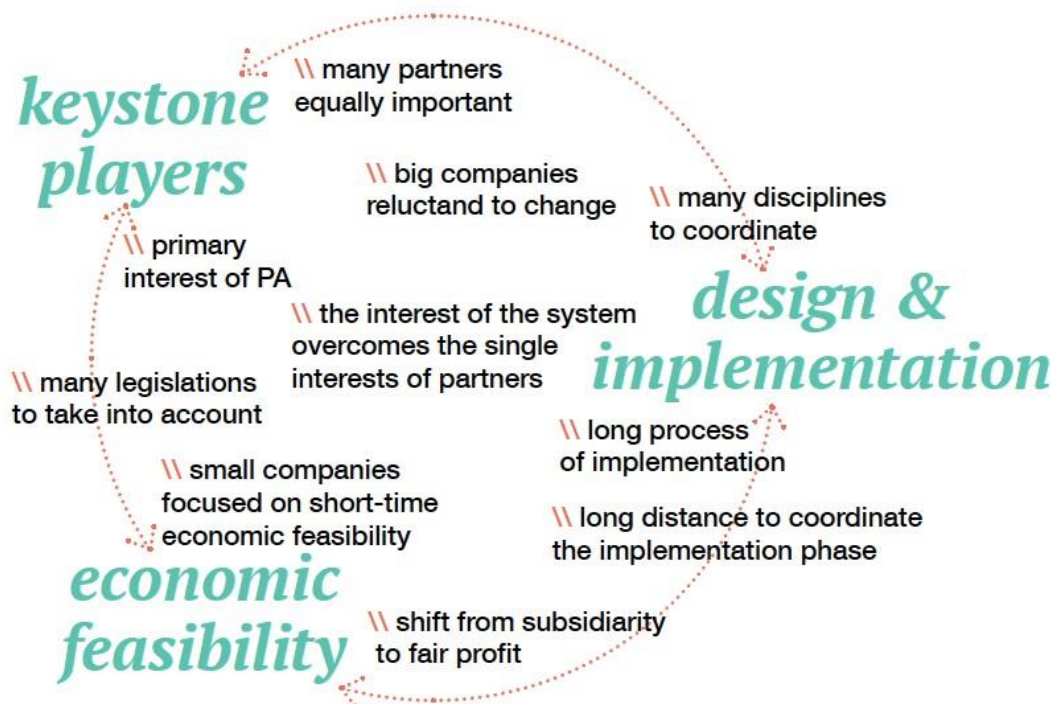 \\ many partners
equally important
keystone
players
\\ big companies
reluctand to change
\\ many disciplines
to coordinate
\\ primary
interest of PA
design &
implementation
\\ the interest of the system
overcomes the single
interests of partners
\\ many legislations
to take into account
\\ long process
of implementation
\\ small companies
focused on short-time
economic feasibility
\\ long distance to coordinate
the implementation phase
economic
feasibility
\\ shift from subsidiarity
to fair profit